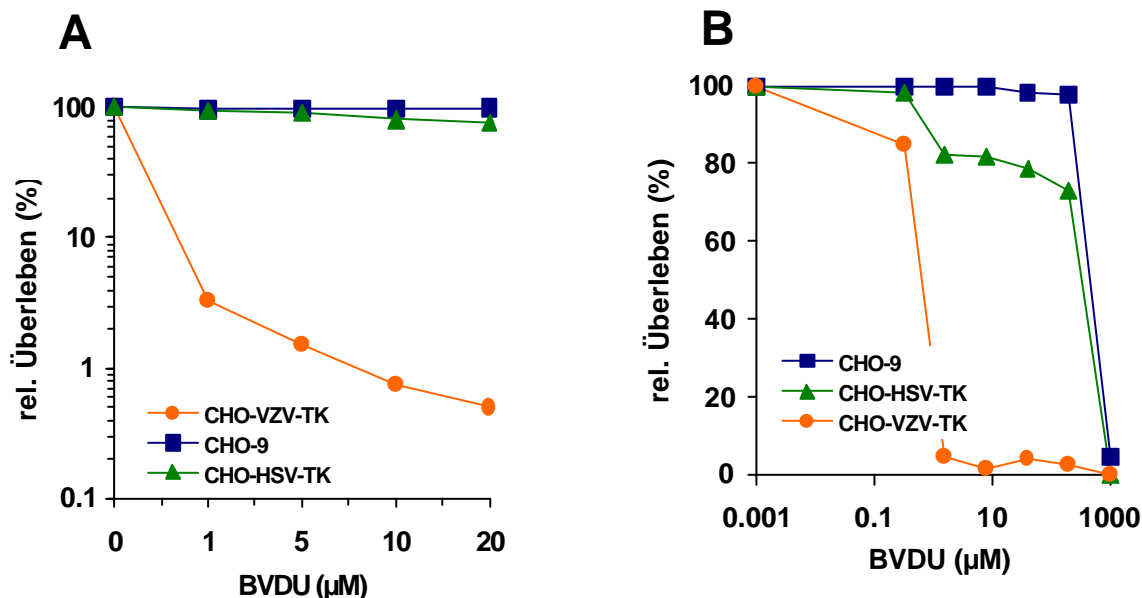 A
rel. Überleben (%)
100
10
1
0.1
CHO-VZV-TK
CHO-9
CHO-HSV-TK
0 1 5 10 20
BVDU (µM)
B
rel. Überleben (%)
100
80
60
40
20
0
CHO-9
CHO-HSV-TK
CHO-VZV-TK
0.001 0.1 10 1000
BVDU (µM)